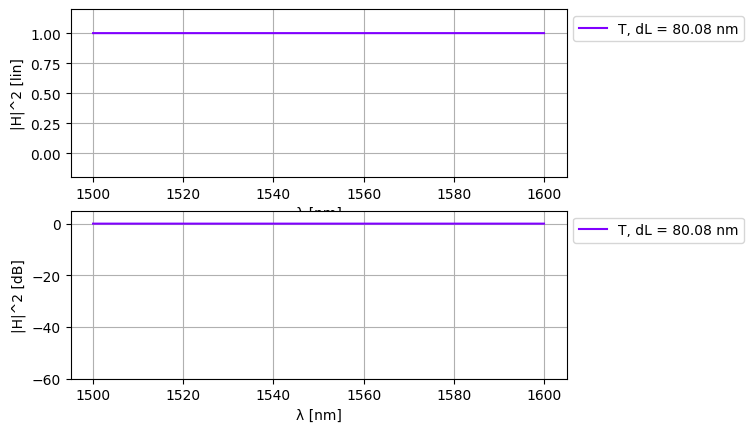 1.00
0.75
0.50
0.25
0.00
|H|^2 [lin]
1500 1520 1540 1560 1580 1600
λ [nm]
T, dL = 80.08 nm
0
−20
−40
−60
|H|^2 [dB]
1500 1520 1540 1560 1580 1600
λ [nm]
T, dL = 80.08 nm